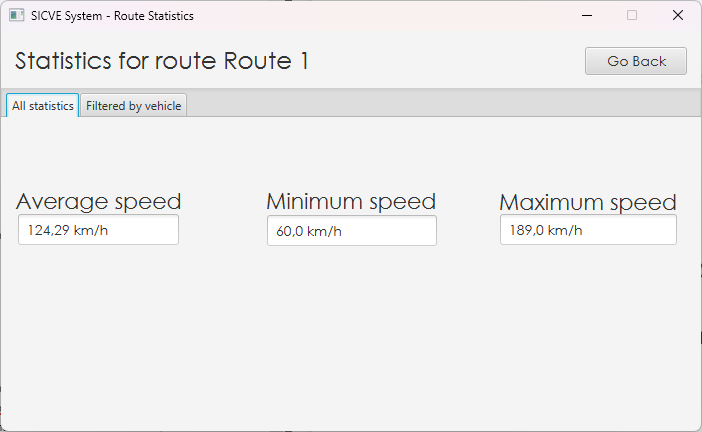 SICVE System - Route Statistics
Statistics for route Route 1
Go Back
All statistics
Filtered by vehicle
Average speed
Minimum speed
Maximum speed
124,29 km/h
60,0 km/h
189,0 km/h